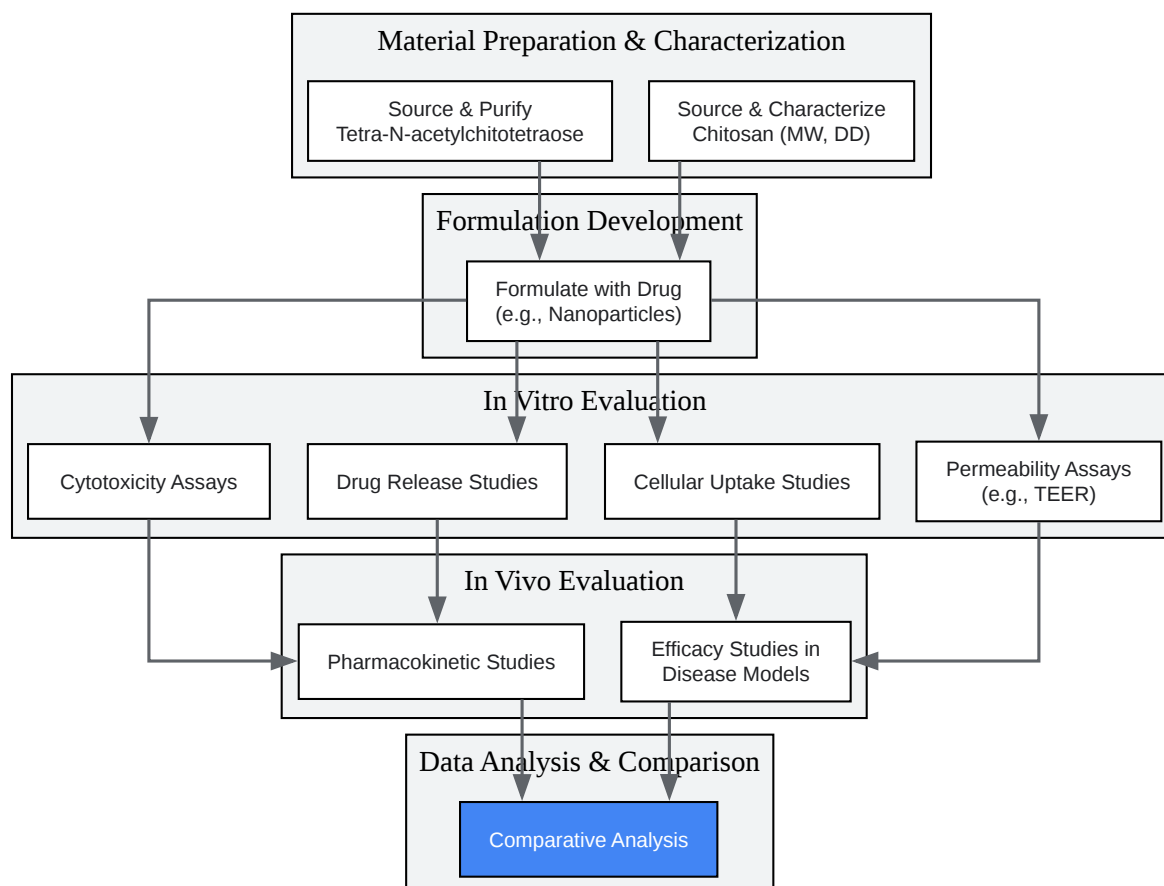 Material Preparation & Characterization
Source & Purify
Tetra-N-acetylchitotetraose
Source & Characterize
Chitosan (MW, DD)
Formulation Development
Formulate with Drug
(e.g., Nanoparticles)
In Vitro Evaluation
Cytotoxicity Assays
Drug Release Studies
Cellular Uptake Studies
Permeability Assays
(e.g., TEER)
In Vivo Evaluation
Pharmacokinetic Studies
Efficacy Studies in
Disease Models
Data Analysis & Comparison
Comparative Analysis